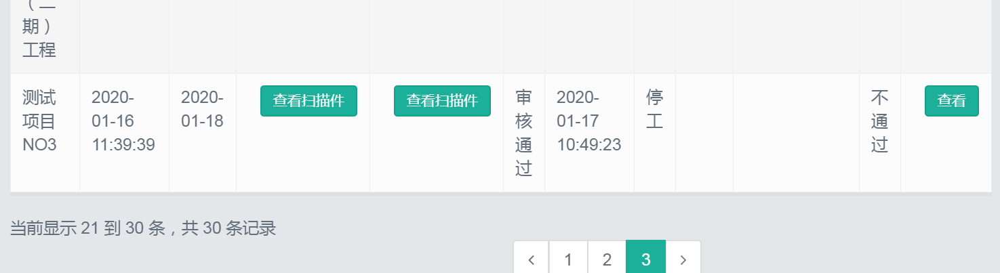 （二
期）
工程
测试
项目
NO3
2020-
01-16
11:39:39
2020-
01-18
查看扫描件
查看扫描件
审
核
通
过
2020-
01-17
10:49:23
停
工
不
通
过
查看
当前显示 21 到 30 条，共 30 条记录
1
2
3